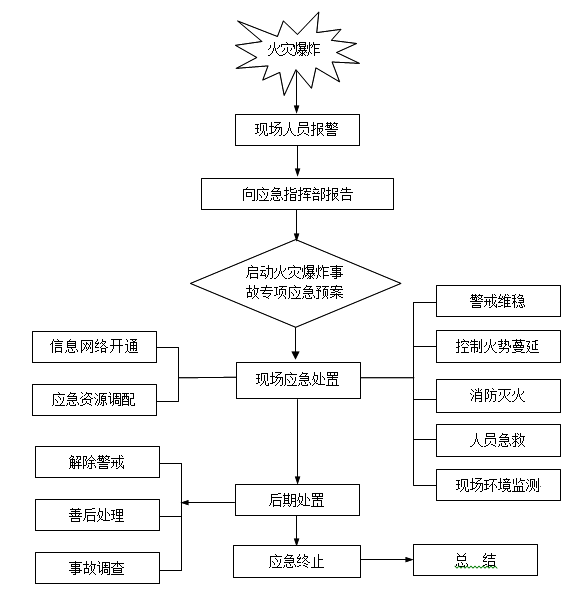 火灾爆炸
现场人员报警
向应急指挥部报告
启动火灾爆炸事
故专项应急预案
警戒维稳
信息网络开通
控制火势蔓延
现场应急处置
应急资源调配
消防灭火
人员急救
解除警戒
现场环境监测
后期处置
善后处理
应急终止
总 结
事故调查